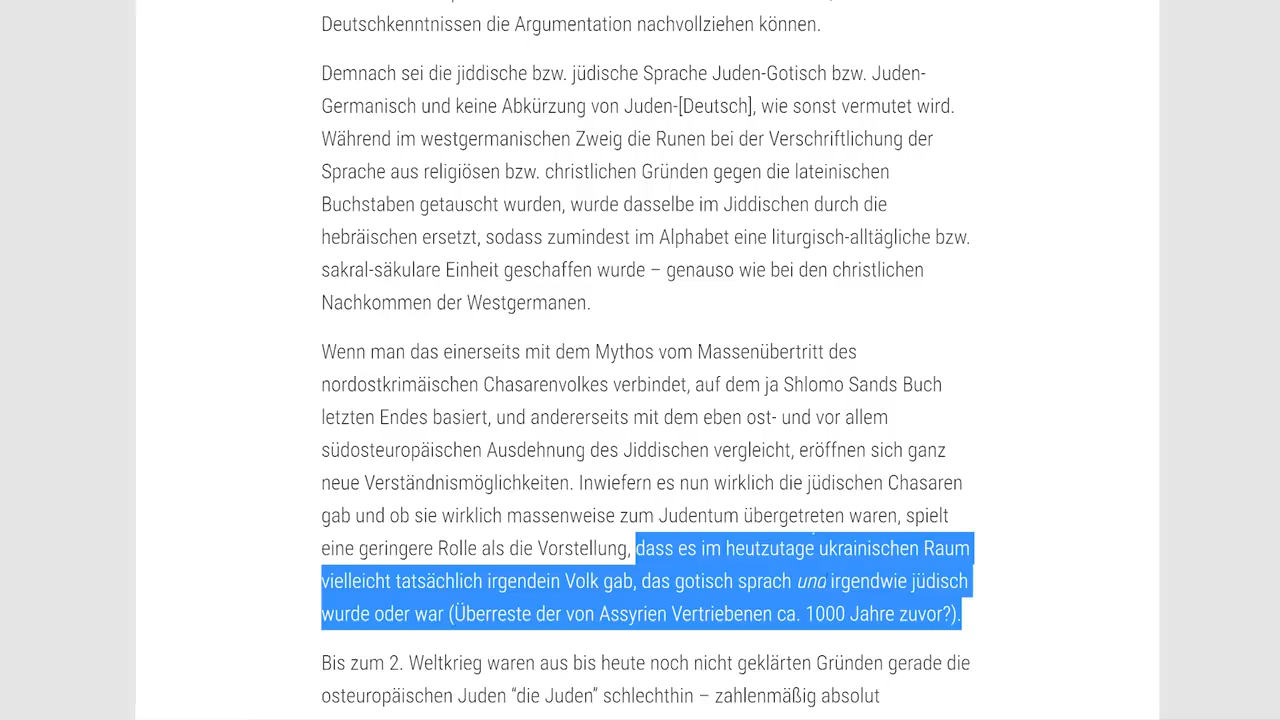 Deutschkenntnissen die Argumentation nachvollziehen können.
Demnach sei die jiddische bzw. jüdische Sprache Juden-Gotisch bzw. Juden-
Germanisch und keine Abkürzung von Juden-[Deutsch], wie sonst vermutet wird.
Während im westgermanischen Zweig die Runen bei der Verschriftlichung der
Sprache aus religiösen bzw. christlichen Gründen gegen die lateinischen
Buchstaben getauscht wurden, wurde dasselbe im Jiddischen durch die
hebräischen ersetzt, sodass zumindest im Alphabet eine liturgisch-alltägliche bzw.
sakral-säkulare Einheit geschaffen wurde – genauso wie bei den christlichen
Nachkommen der Westgermanen.
Wenn man das einerseits mit dem Mythos vom Massenübertritt des
nordostkrimäischen Chasarenvolkes verbindet, auf dem ja Shlomo Sands Buch
letzten Endes basiert, und andererseits mit dem eben ost- und vor allem
südosteuropäischen Ausdehnung des Jiddischen vergleicht, eröffnen sich ganz
neue Verständnismöglichkeiten. Inwiefern es nun wirklich die jüdischen Chasaren
gab und ob sie wirklich massenweise zum Judentum übergetreten waren, spielt
eine geringere Rolle als die Vorstellung, dass es im heutzutage ukrainischen Raum
vielleicht tatsächlich irgendein Volk gab, das gotisch sprach und irgendwie jüdisch
wurde oder war (Überreste der von Assyrien Vertriebenen ca. 1000 Jahre zuvor?).
Bis zum 2. Weltkrieg waren aus bis heute noch nicht geklärten Gründen gerade die
osteuropäischen Juden “die Juden” schlechthin – zahlenmäßig absolut